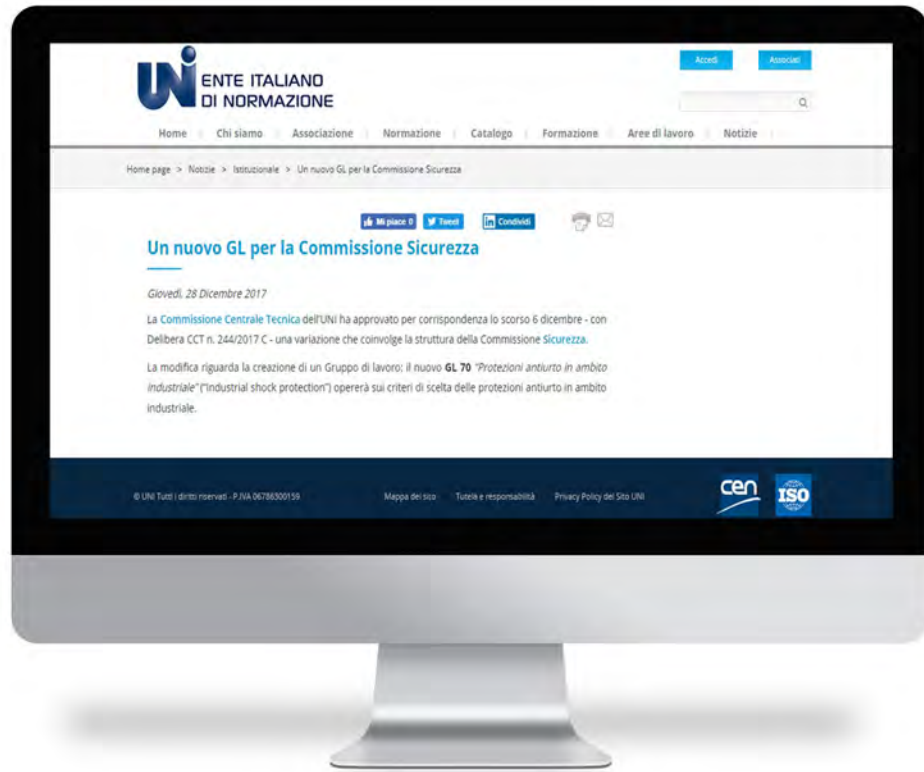 UNI ENTE ITALIANO
DI NORMAZIONE
Accedi Associati
Home Chi siamo Associazione Normazione Catalogo Formazione Aree di lavoro Notizie
Home page > Notizie > Istituzionale > Un nuovo GL per la Commissione Sicurezza
Mi piace 0 Tweet in Condividi
Un nuovo GL per la Commissione Sicurezza
Giovedì, 28 Dicembre 2017
La Commissione Centrale Tecnica dell'UNI ha approvato per corrispondenza lo scorso 6 dicembre - con
Delibera CCT n. 244/2017 C - una variazione che coinvolge la struttura della Commissione Sicurezza.
La modifica riguarda la creazione di un Gruppo di lavoro: il nuovo GL 70 "Protezioni antiurto in ambito
industriale" ("Industrial shock protection") opererà sui criteri di scelta delle protezioni antiurto in ambito
industriale.
© UNI Tutti i diritti riservati - P.IVA 06786300159 Mappa del sito Tutela e responsabilità Privacy Policy del Sito UNI cen ISO